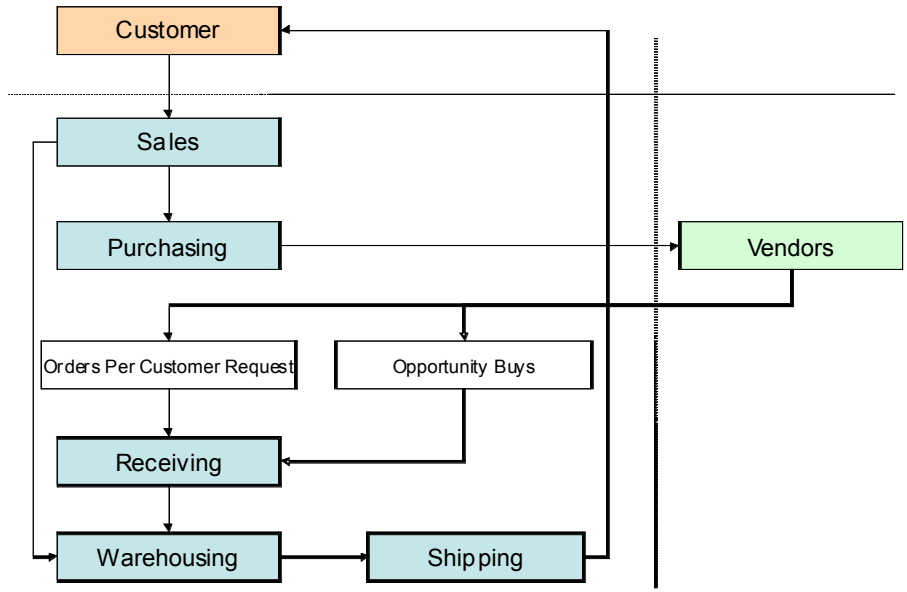 Customer
Sales
Purchasing
Vendors
Orders Per Customer Request
Opportunity Buys
Receiving
Warehousing
Shipping